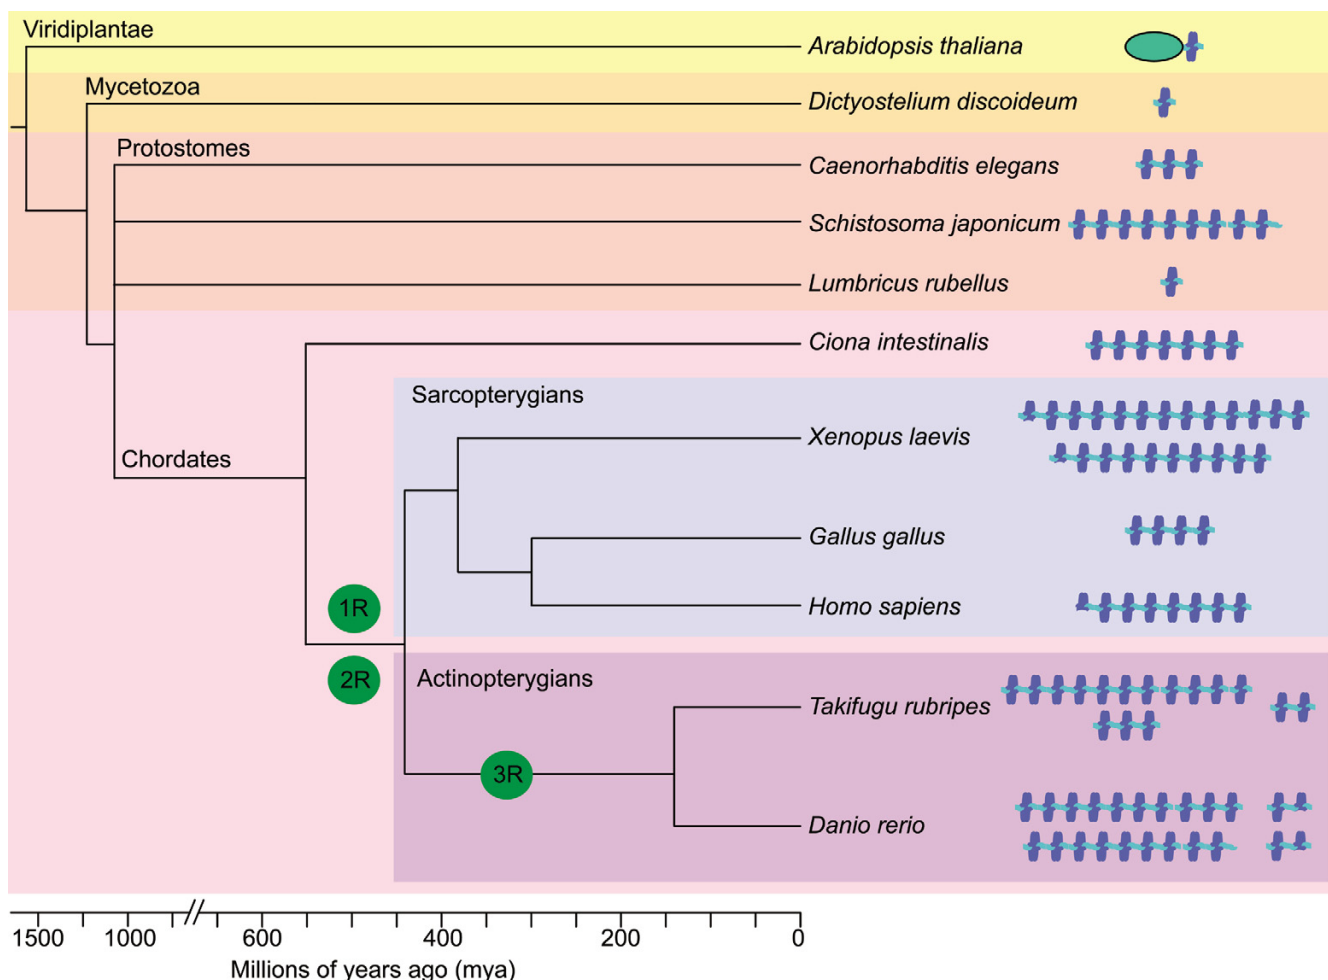 Viridiplantae
Arabidopsis thaliana
Mycetozoa
Dictyostelium discoideum
Protostomes
Caenorhabditis elegans
Schistosoma japonicum
Lumbricus rubellus
Ciona intestinalis
Sarcopterygians
Xenopus laevis
Chordates
Gallus gallus
1R
Homo sapiens
2R
Actinopterygians
Takifugu rubripes
3R
Danio rerio
1500 1000 600 400 200 0
Millions of years ago (mya)